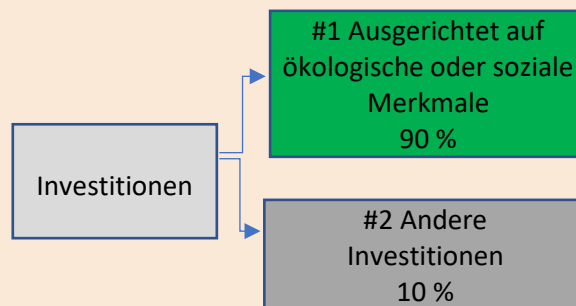 #1 Ausgerichtet auf
ökologische oder soziale
Merkmale
90 %
Investitionen
#2 Andere
Investitionen
10 %